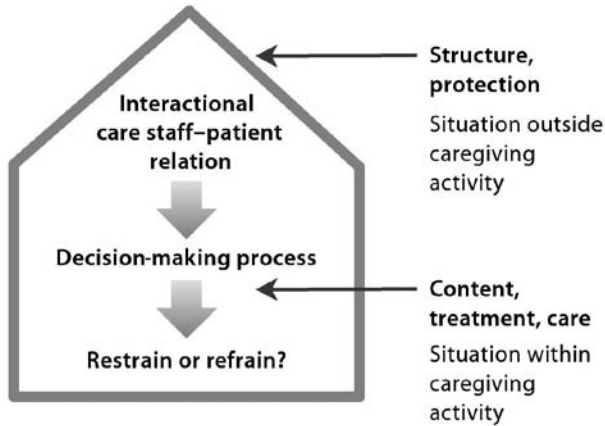 Interactional
care staff–patient
relation
Decision-making process
Restrain or refrain?
Structure,
protection
Situation outside
caregiving
activity
Content,
treatment, care
Situation within
caregiving
activity